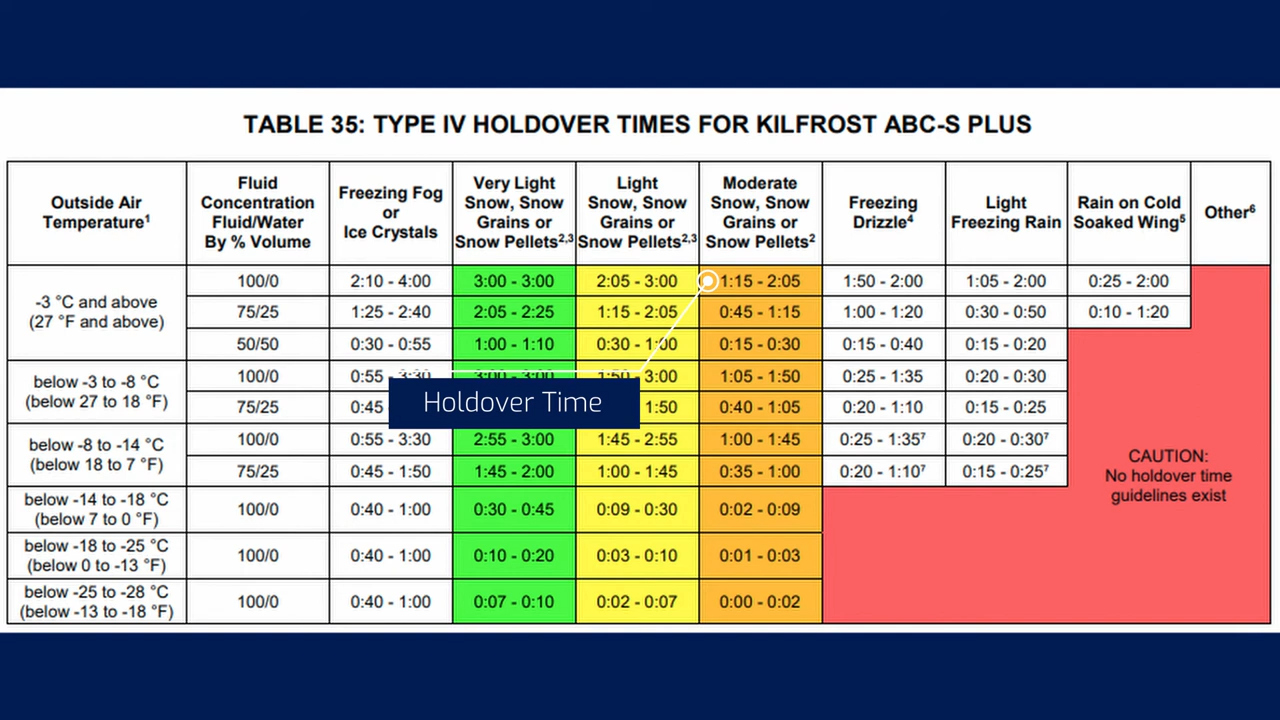 TABLE 35: TYPE IV HOLDOVER TIMES FOR KILFROST ABC-S PLUS
Outside Air
Temperature¹
Fluid
Concentration
Fluid/Water
By % Volume
Freezing Fog
or
Ice Crystals
Very Light
Snow, Snow
Grains or
Snow Pellets²,³
Light
Snow, Snow
Grains or
Snow Pellets²,³
Moderate
Snow, Snow
Grains or
Snow Pellets²
Freezing
Drizzle⁴
Light
Freezing Rain
Rain on Cold
Soaked Wing⁵
Other⁶
-3 °C and above
(27 °F and above)
100/0 2:10 - 4:00 3:00 - 3:00 2:05 - 3:00 1:15 - 2:05 1:50 - 2:00 1:05 - 2:00 0:25 - 2:00
75/25 1:25 - 2:40 2:05 - 2:25 1:15 - 2:05 0:45 - 1:15 1:00 - 1:20 0:30 - 0:50 0:10 - 1:20
50/50 0:30 - 0:55 1:00 - 1:10 0:30 - 1:00 0:15 - 0:30 0:15 - 0:40 0:15 - 0:20
below -3 to -8 °C
(below 27 to 18 °F)
100/0 0:55 - 3:30 3:00 - 3:00 1:50 - 3:00 1:05 - 1:50 0:25 - 1:35 0:20 - 0:30
75/25 0:45 1:50 0:40 - 1:05 0:20 - 1:10 0:15 - 0:25
Holdover Time
below -8 to -14 °C
(below 18 to 7 °F)
100/0 0:55 - 3:30 2:55 - 3:00 1:45 - 2:55 1:00 - 1:45 0:25 - 1:35⁷ 0:20 - 0:30⁷
75/25 0:45 - 1:50 1:45 - 2:00 1:00 - 1:45 0:35 - 1:00 0:20 - 1:10⁷ 0:15 - 0:25⁷
CAUTION:
No holdover time
guidelines exist
below -14 to -18 °C
(below 7 to 0 °F)
100/0 0:40 - 1:00 0:30 - 0:45 0:09 - 0:30 0:02 - 0:09
below -18 to -25 °C
(below 0 to -13 °F)
100/0 0:40 - 1:00 0:10 - 0:20 0:03 - 0:10 0:01 - 0:03
below -25 to -28 °C
(below -13 to -18 °F)
100/0 0:40 - 1:00 0:07 - 0:10 0:02 - 0:07 0:00 - 0:02